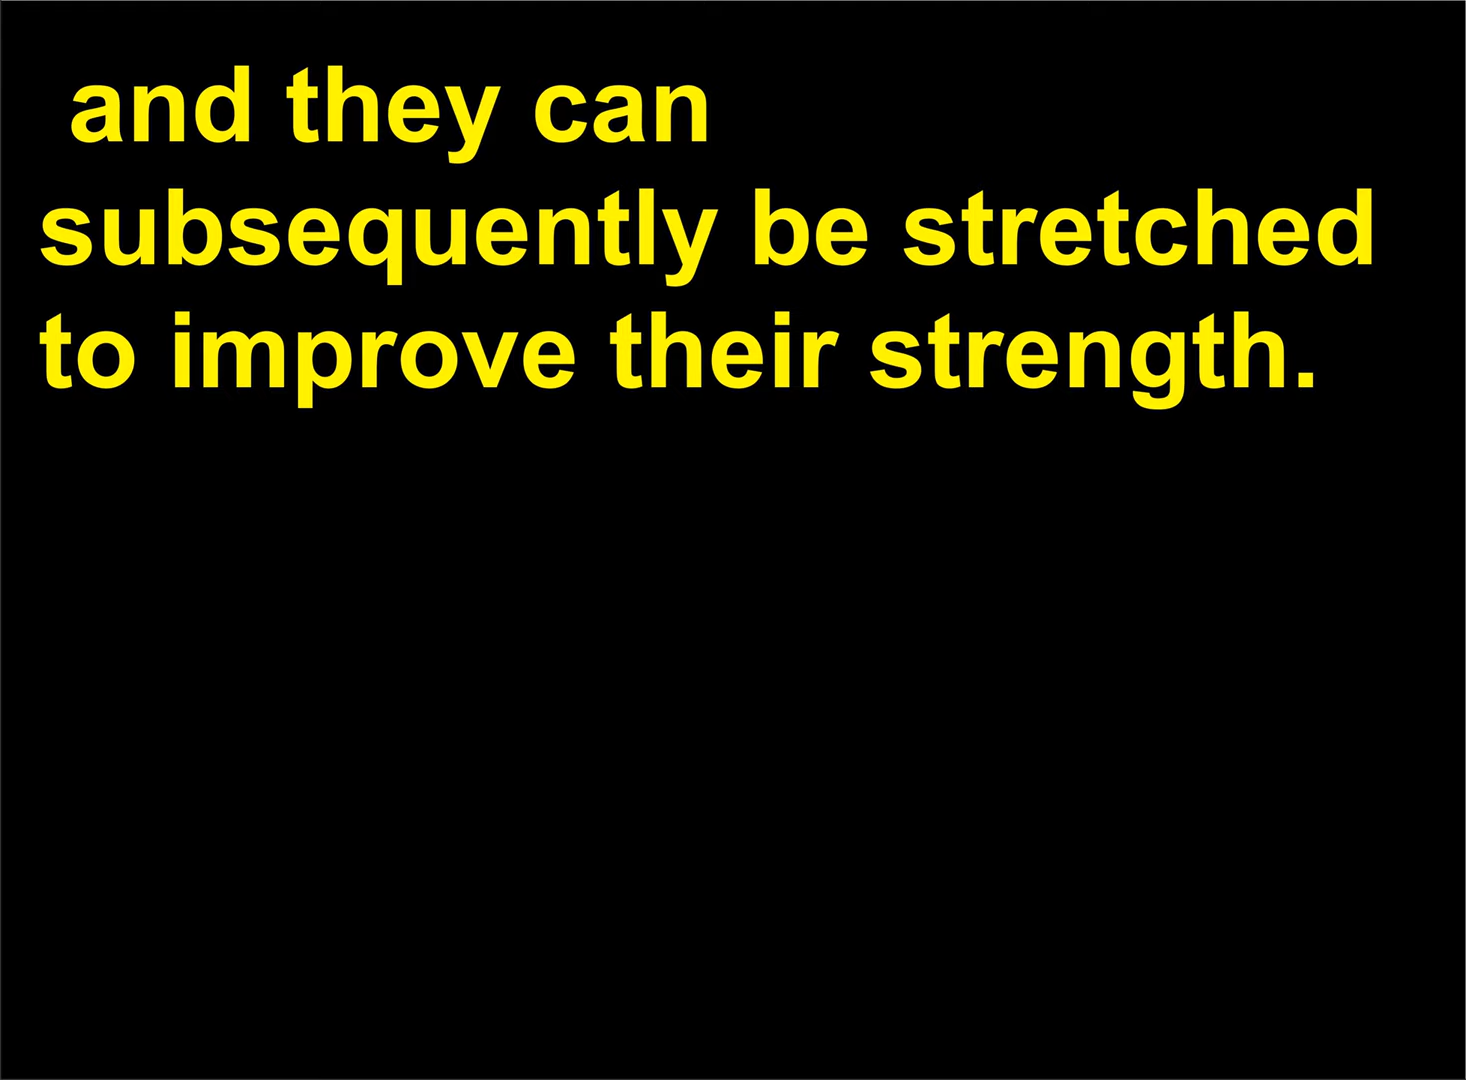 and they can
subsequently be stretched
to improve their strength.